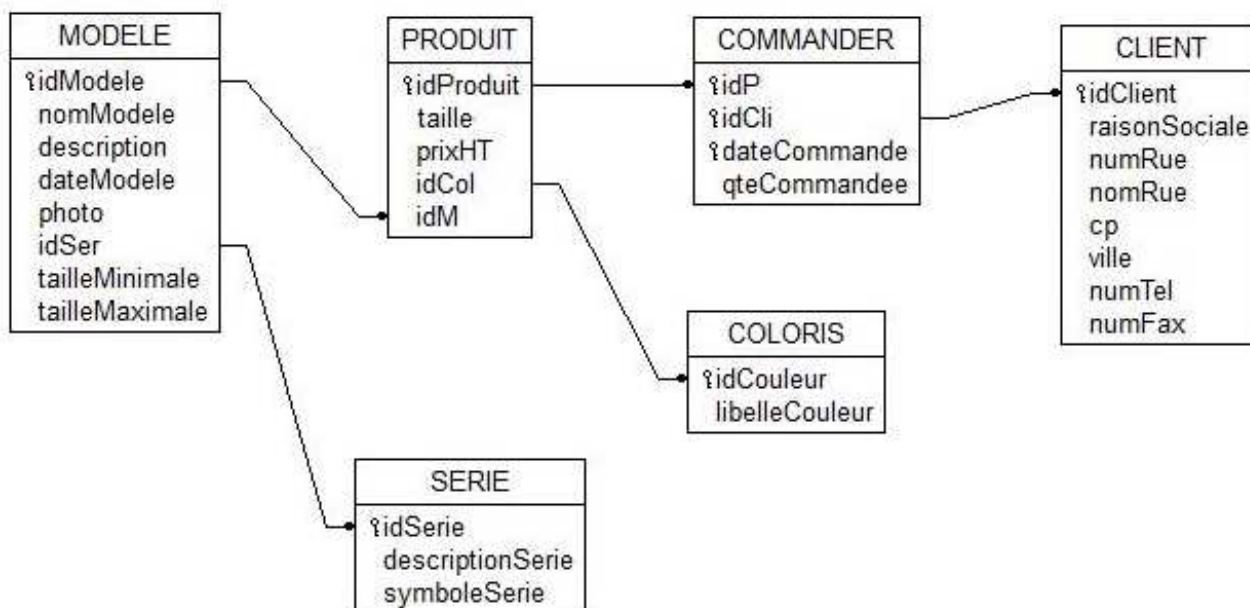 MODELE
idModele
nomModele
description
dateModele
photo
idSer
tailleMinimale
tailleMaximale
PRODUIT
idProduit
taille
prixHT
idCol
idM
COMMANDER
idP
idCli
dateCommande
qteCommandee
CLIENT
idClient
raisonSociale
numRue
nomRue
cp
ville
numTel
numFax
COLORIS
idCouleur
libelleCouleur
SERIE
idSerie
descriptionSerie
symboleSerie